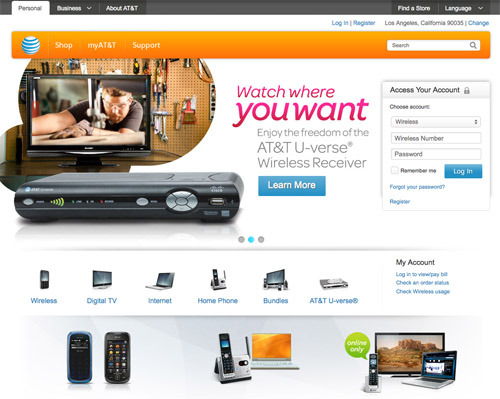 Personal
Business
About AT&T
Find a Store
Language
Log In | Register
Los Angeles, California 90035 | Change
Shop
myAT&T
Support
Search
Watch where
you want
Enjoy the freedom of the
AT&T U-verse®
Wireless Receiver
Learn More
Access Your Account
Choose account:
Wireless
Wireless Number
Password
Remember me
Log In
Forgot your password?
Register
CISCO
Wireless
Digital TV
Internet
Home Phone
Bundles
AT&T U-verse®
My Account
Log in to view/pay bill
Check an order status
Check Wireless usage
online
only